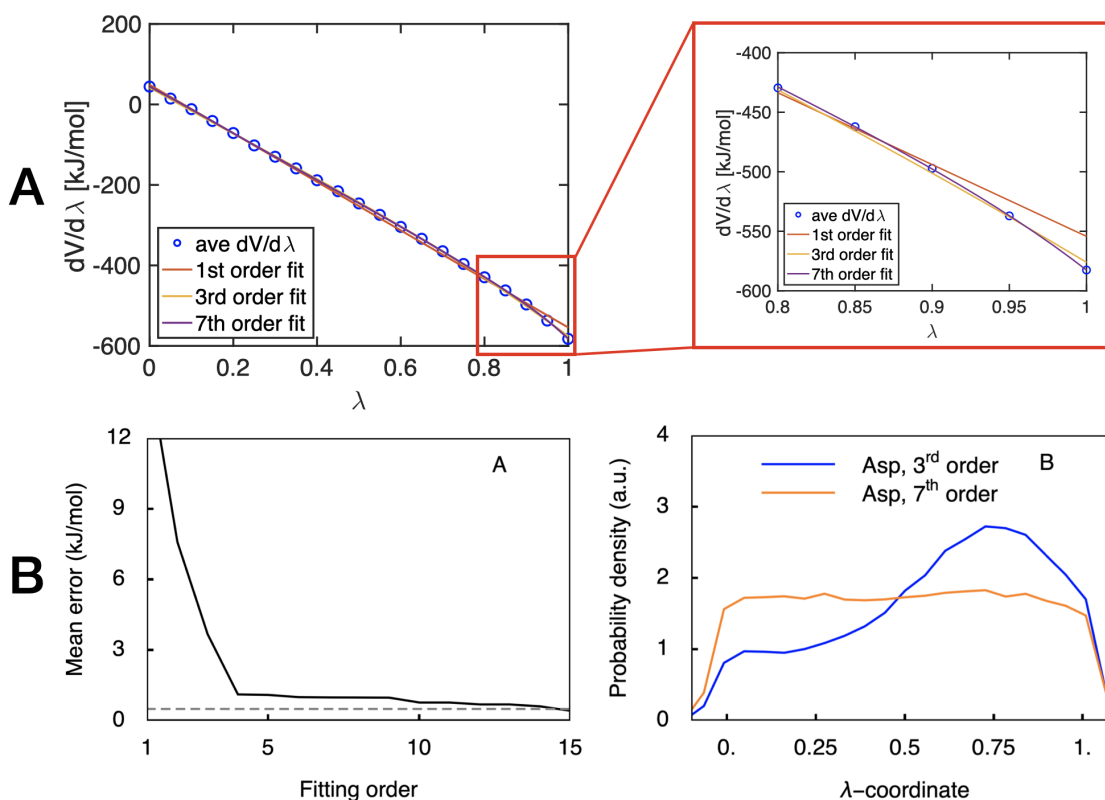 A
dV/d λ [kJ/mol]
200
0
-200
-400
-600
0
0.2
0.4
0.6
0.8
1
λ
ave dV/d λ
1st order fit
3rd order fit
7th order fit
dV/d λ [kJ/mol]
-400
-450
-500
-550
-600
0.8
0.85
0.9
0.95
1
λ
ave dV/d λ
1st order fit
3rd order fit
7th order fit
B
Mean error (kJ/mol)
12
9
6
3
0
1
5
10
15
Fitting order
A
Probability density (a.u.)
4
3
2
1
0
0.
0.25
0.5
0.75
1.
λ-coordinate
Asp, 3rd order
Asp, 7th order
B